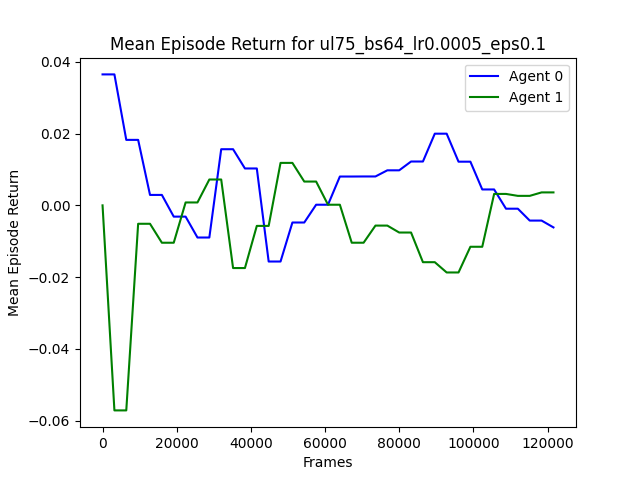 Mean Episode Return for ul75_bs64_lr0.0005_eps0.1
Agent 0
Agent 1
Mean Episode Return
0.04
0.02
0.00
−0.02
−0.04
−0.06
0 20000 40000 60000 80000 100000 120000
Frames